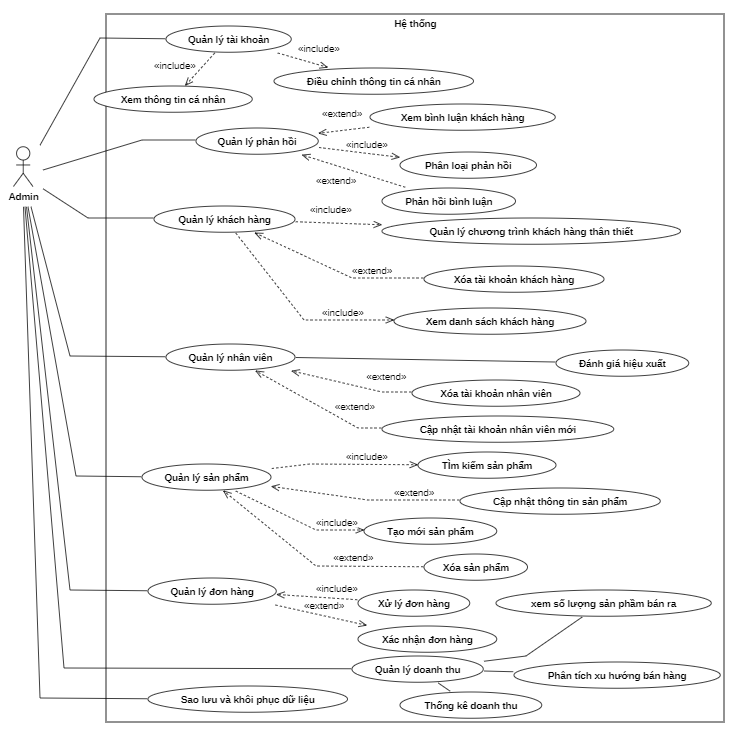 Hệ thống
Quản lý tài khoản
«include»
«include»
Điều chỉnh thông tin cá nhân
Xem thông tin cá nhân
«extend»
Xem bình luận khách hàng
Quản lý phản hồi
«include»
Phân loại phản hồi
«extend»
Admin
Phản hồi bình luận
«include»
Quản lý khách hàng
Quản lý chương trình khách hàng thân thiết
«extend»
Xóa tài khoản khách hàng
«include»
Xem danh sách khách hàng
Quản lý nhân viên
Đánh giá hiệu xuất
«extend»
Xóa tài khoản nhân viên
«extend»
Cập nhật tài khoản nhân viên mới
«include»
TÌm kiếm sản phẩm
Quản lý sản phẩm
«extend»
Cập nhật thông tin sản phẩm
«include»
Tạo mới sản phẩm
«extend»
Xóa sản phẩm
Quản lý đơn hàng
«include»
«extend»
Xử lý đơn hàng
xem số lượng sản phầm bán ra
Xác nhận đơn hàng
Quản lý doanh thu
Phân tích xu hướng bán hàng
Sao lưu và khôi phục dữ liệu
Thống kê doanh thu